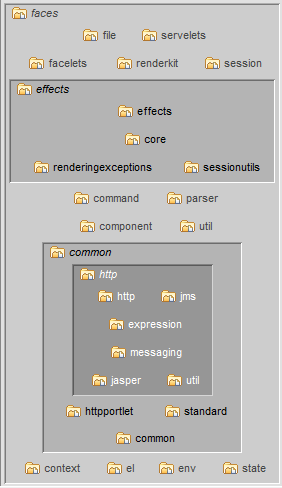 faces
file servelets
facelets renderkit session
effects
effects
core
renderingexceptions sessionutils
command parser
component util
common
http
http jms
expression
messaging
jasper util
httpportlet standard
common
context el env state